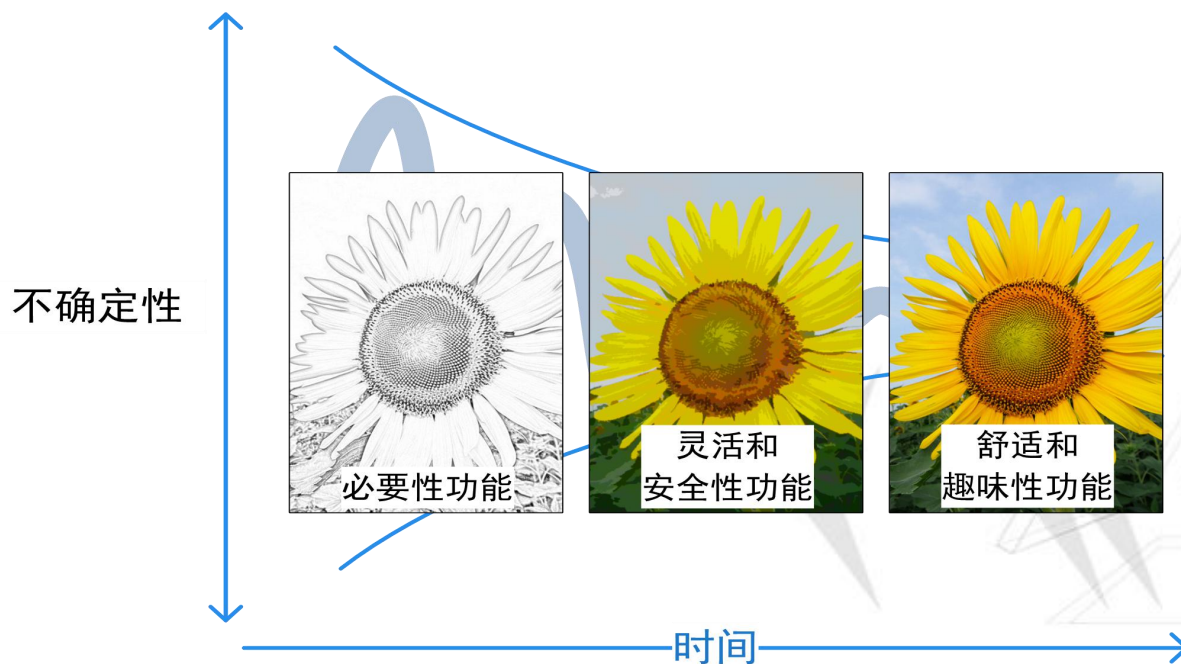 不确定性
必要性功能
灵活和
安全性功能
舒适和
趣味性功能
时间